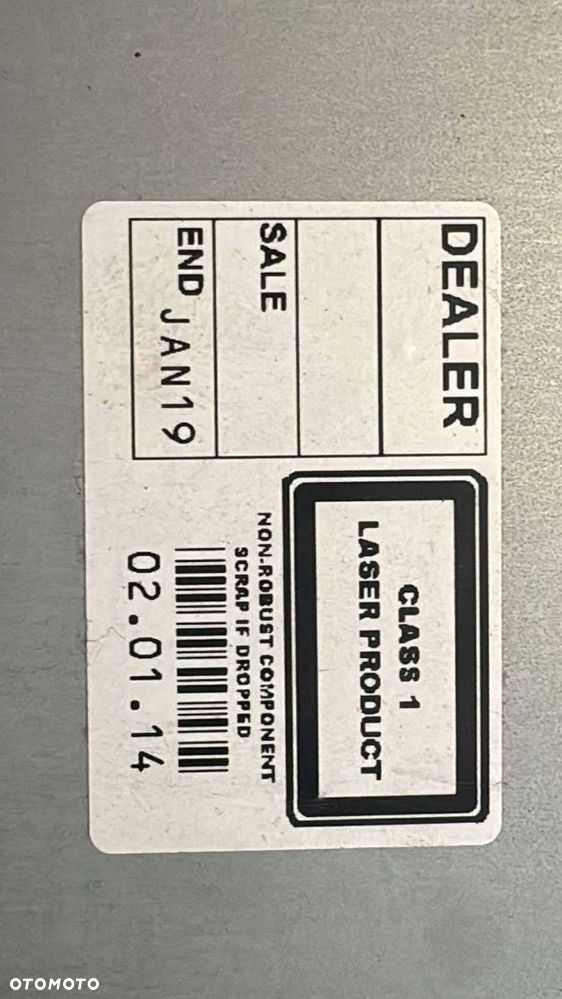 DEALER
SALE
END JAN19
CLASS 1
LASER PRODUCT
NON-ROBUST COMPONENT
SCRAP IF DROPPED
02.01.14
OTOMOTO